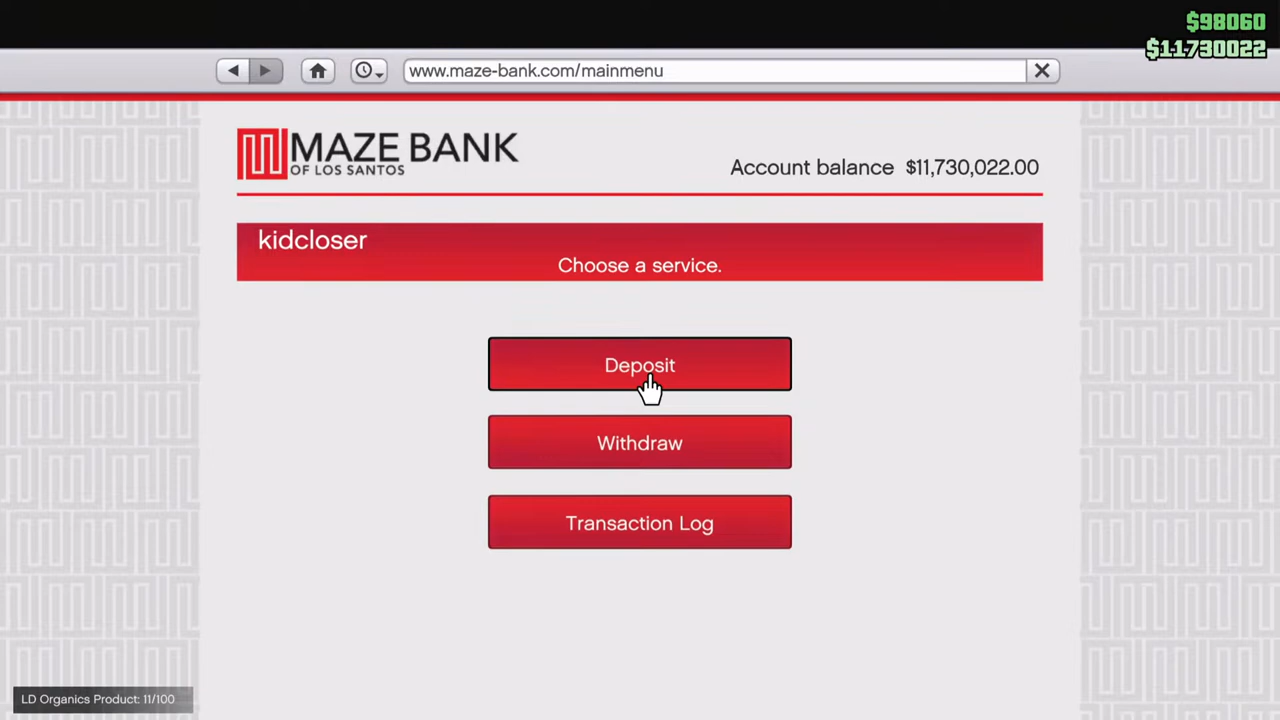 $98060
$11730022
www.maze-bank.com/mainmenu
MAZE BANK
OF LOS SANTOS
Account balance $11,730,022.00
kidcloser
Choose a service.
Deposit
Withdraw
Transaction Log
LD Organics Product: 11/100